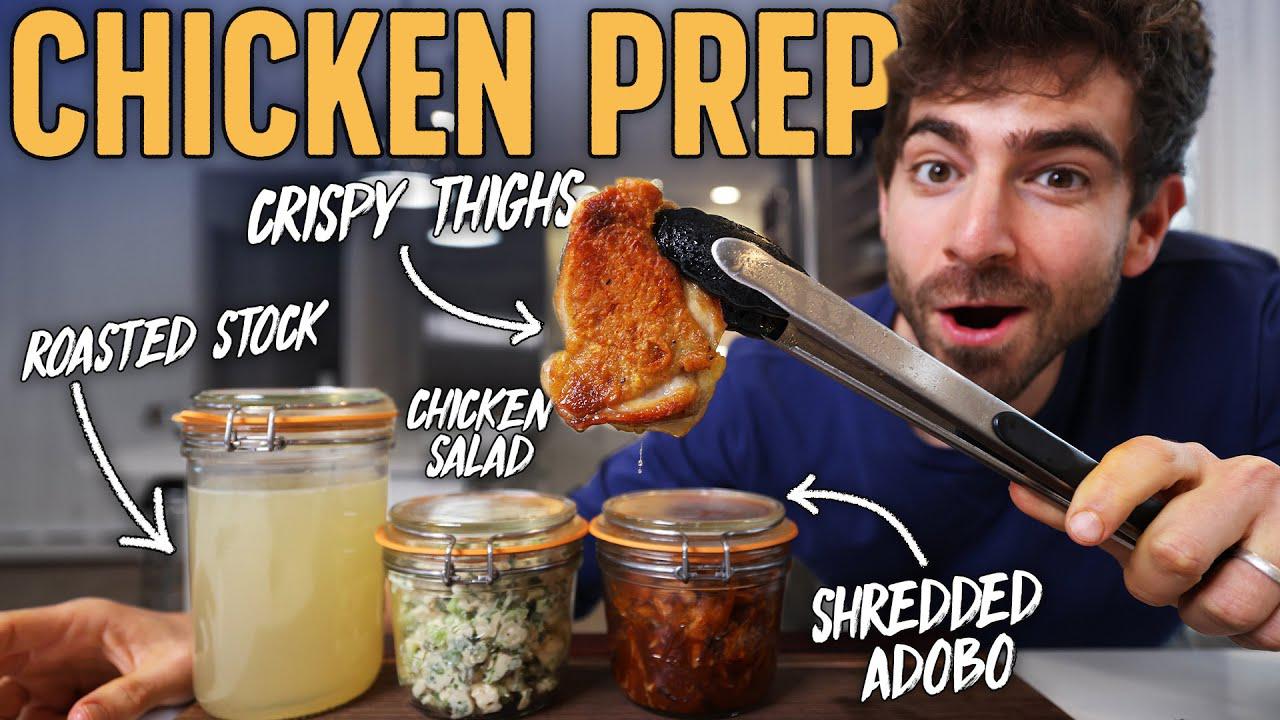 CHICKEN PREP
CRISPY THIGHS
ROASTED STOCK
CHICKEN
SALAD
SHREDDED
ADOBO